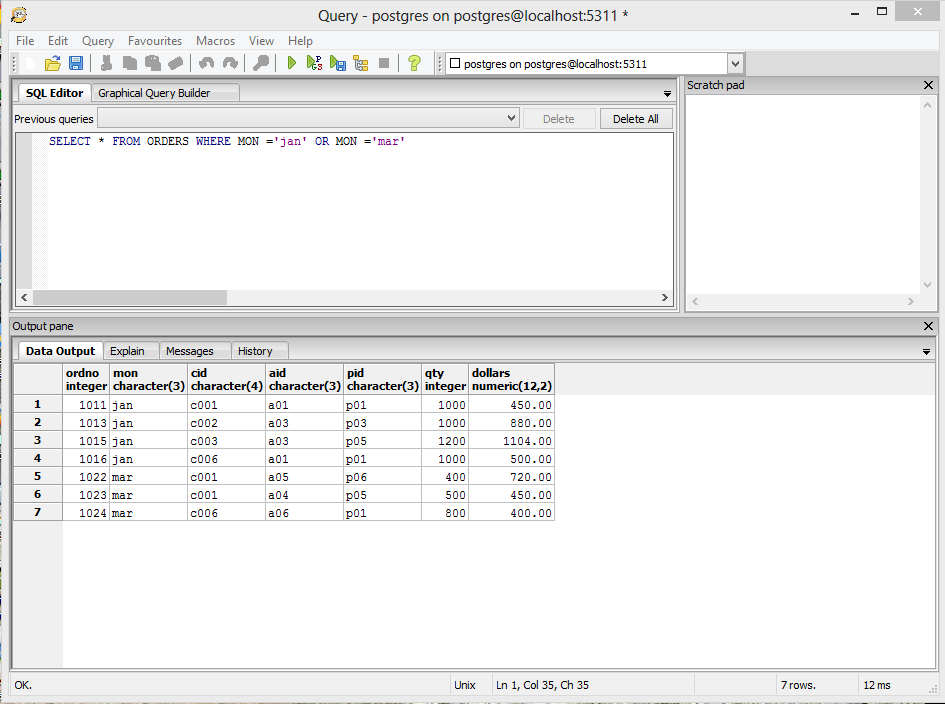 Query - postgres on postgres@localhost:5311 *
File Edit Query Favourites Macros View Help
postgres on postgres@localhost:5311
SQL Editor Graphical Query Builder
Scratch pad
Previous queries Delete Delete All
SELECT * FROM ORDERS WHERE MON ='jan' OR MON ='mar'
Output pane
Data Output Explain Messages History
ordno mon cid aid pid qty dollars
integer character(3) character(4) character(3) character(3) integer numeric(12,2)
1 1011 jan c001 a01 p01 1000 450.00
2 1013 jan c002 a03 p03 1000 880.00
3 1015 jan c003 a03 p05 1200 1104.00
4 1016 jan c006 a01 p01 1000 500.00
5 1022 mar c001 a05 p06 400 720.00
6 1023 mar c001 a04 p05 500 450.00
7 1024 mar c006 a06 p01 800 400.00
OK. Unix Ln 1, Col 35, Ch 35 7 rows. 12 ms